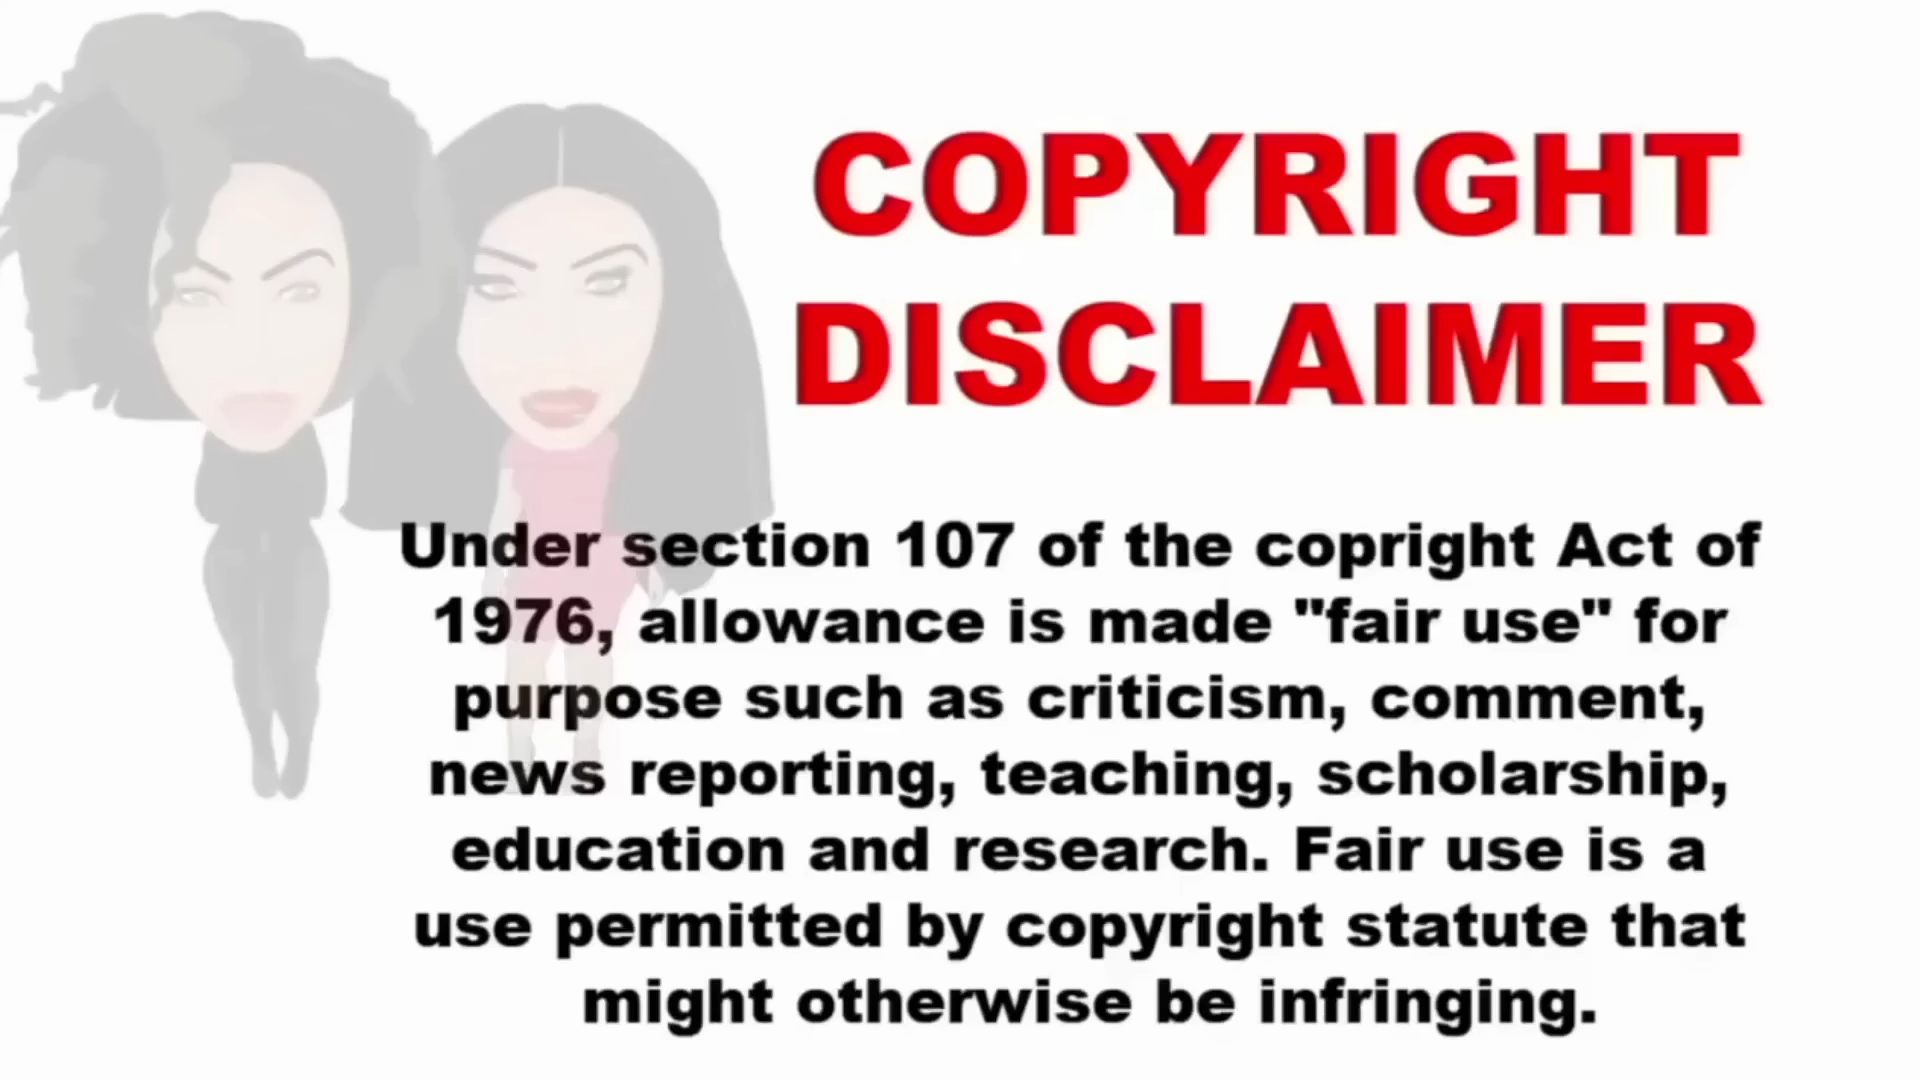 COPYRIGHT
DISCLAIMER
Under section 107 of the copright Act of
1976, allowance is made "fair use" for
purpose such as criticism, comment,
news reporting, teaching, scholarship,
education and research. Fair use is a
use permitted by copyright statute that
might otherwise be infringing.